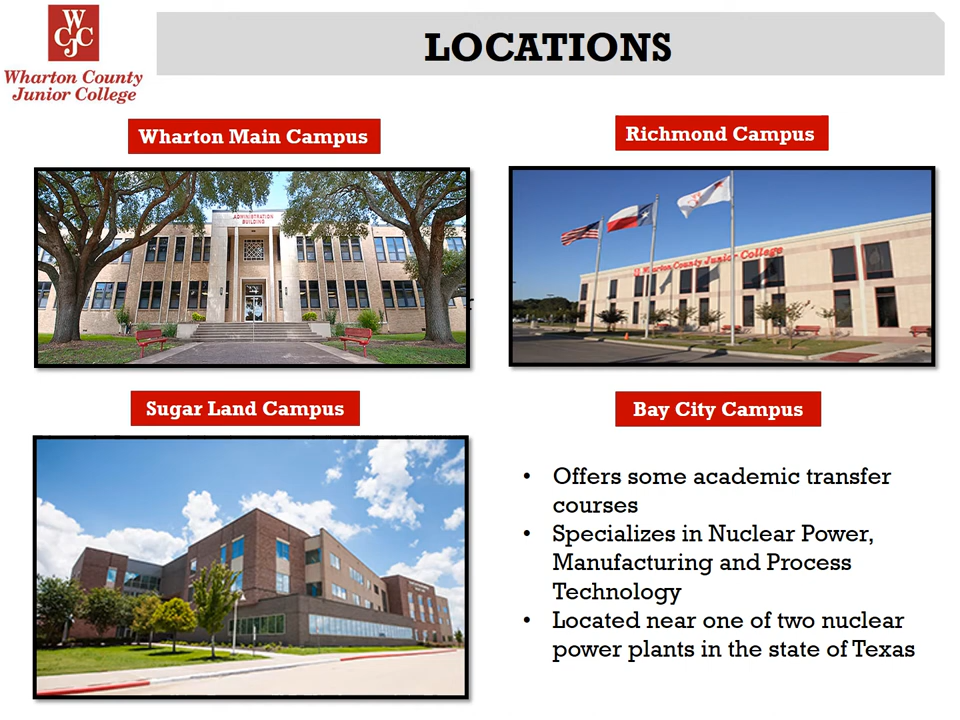 W
CJC
Wharton County
Junior College
LOCATIONS
Wharton Main Campus
Richmond Campus
ADMINISTRATION
BUILDING
Wharton County Junior College
Sugar Land Campus
Bay City Campus
• Offers some academic transfer
courses
• Specializes in Nuclear Power,
Manufacturing and Process
Technology
• Located near one of two nuclear
power plants in the state of Texas